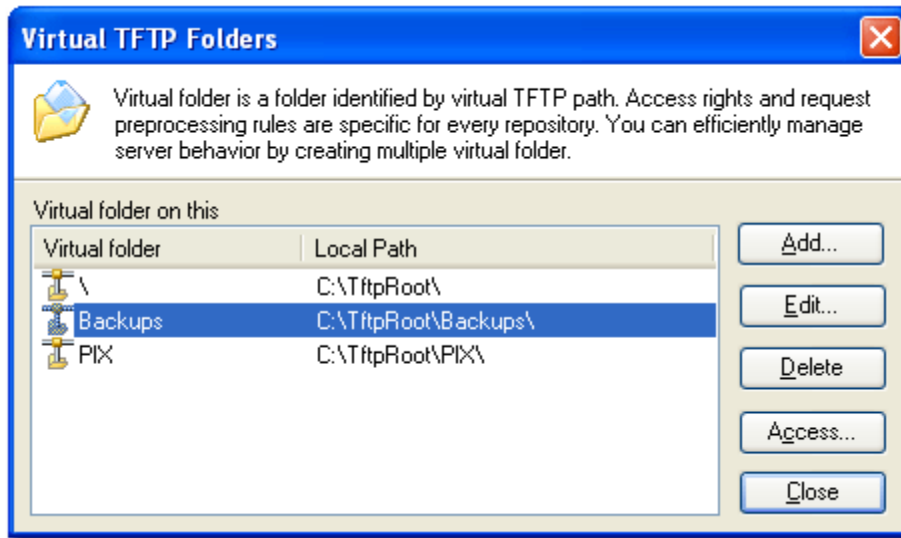 Virtual TFTP Folders
Virtual folder is a folder identified by virtual TFTP path. Access rights and request
preprocessing rules are specific for every repository. You can efficiently manage
server behavior by creating multiple virtual folder.
Virtual folder on this
Virtual folder Local Path
\ C:\TftpRoot\
Backups C:\TftpRoot\Backups\
PIX C:\TftpRoot\PIX\
Add...
Edit...
Delete
Access...
Close